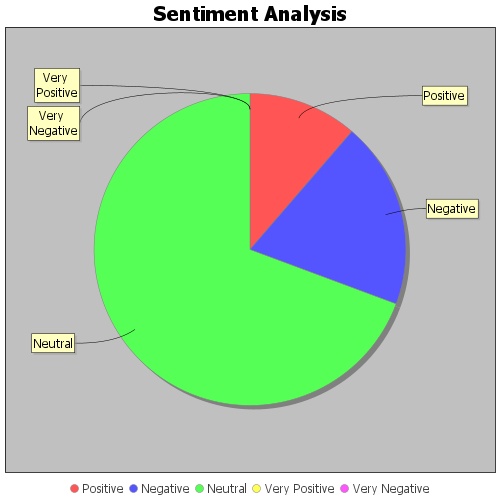 Sentiment Analysis
Very
Positive
Positive
Very
Negative
Negative
Neutral
Positive Negative Neutral Very Positive Very Negative